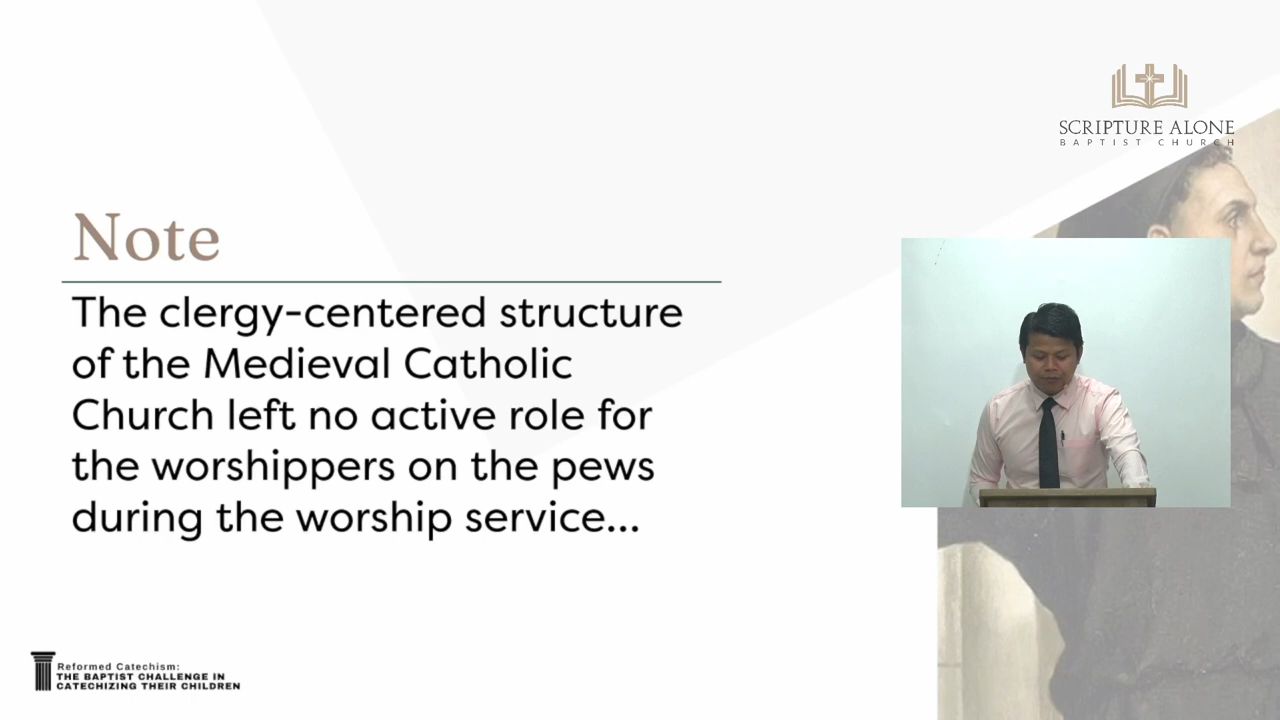 SCRIPTURE ALONE
BAPTIST CHURCH
Note
The clergy-centered structure
of the Medieval Catholic
Church left no active role for
the worshippers on the pews
during the worship service...
Reformed Catechism:
THE BAPTIST CHALLENGE IN
CATECHIZING THEIR CHILDREN